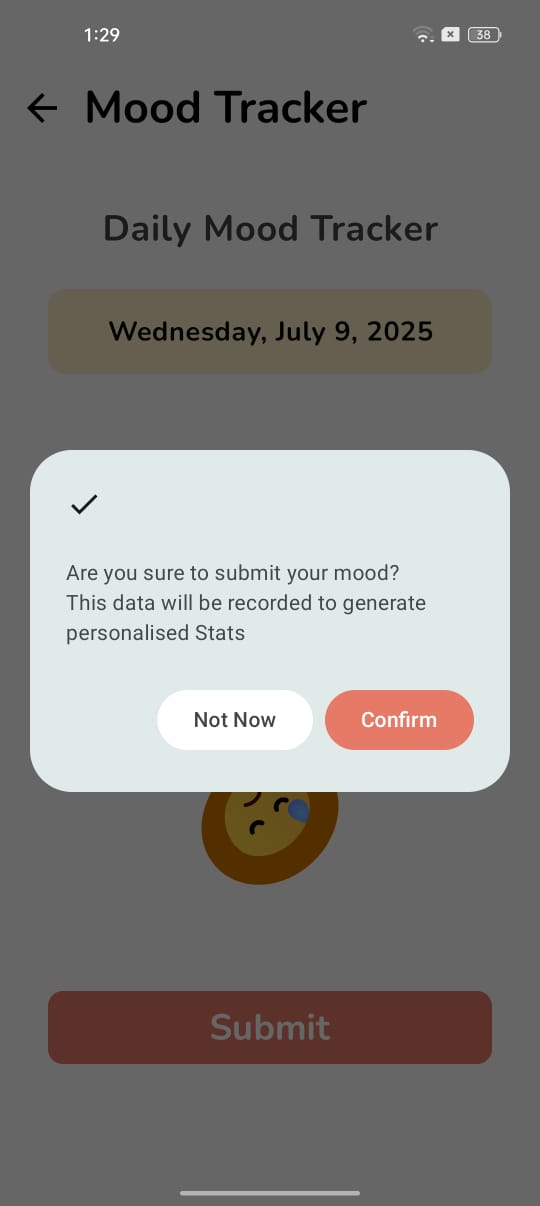 1:29
38
Mood Tracker
Daily Mood Tracker
Wednesday, July 9, 2025
Are you sure to submit your mood?
This data will be recorded to generate
personalised Stats
Not Now
Confirm
Submit